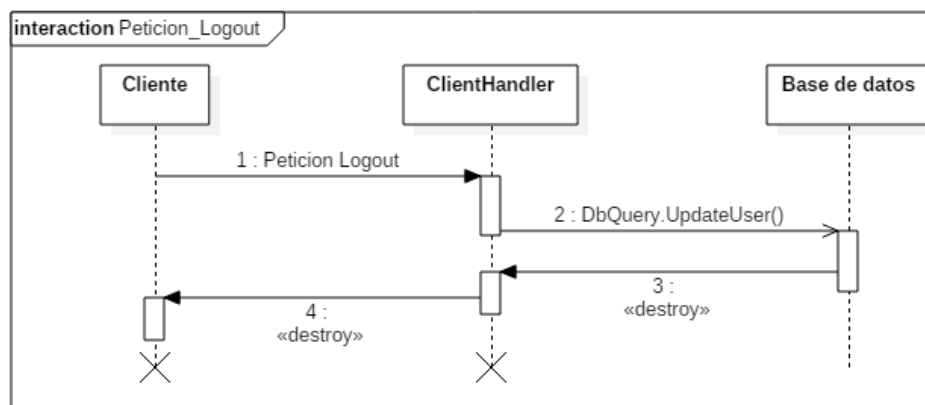 interaction Peticion_Logout
Cliente
ClientHandler
Base de datos
1 : Peticion Logout
2 : DbQuery.UpdateUser()
3 :
«destroy»
4 :
«destroy»